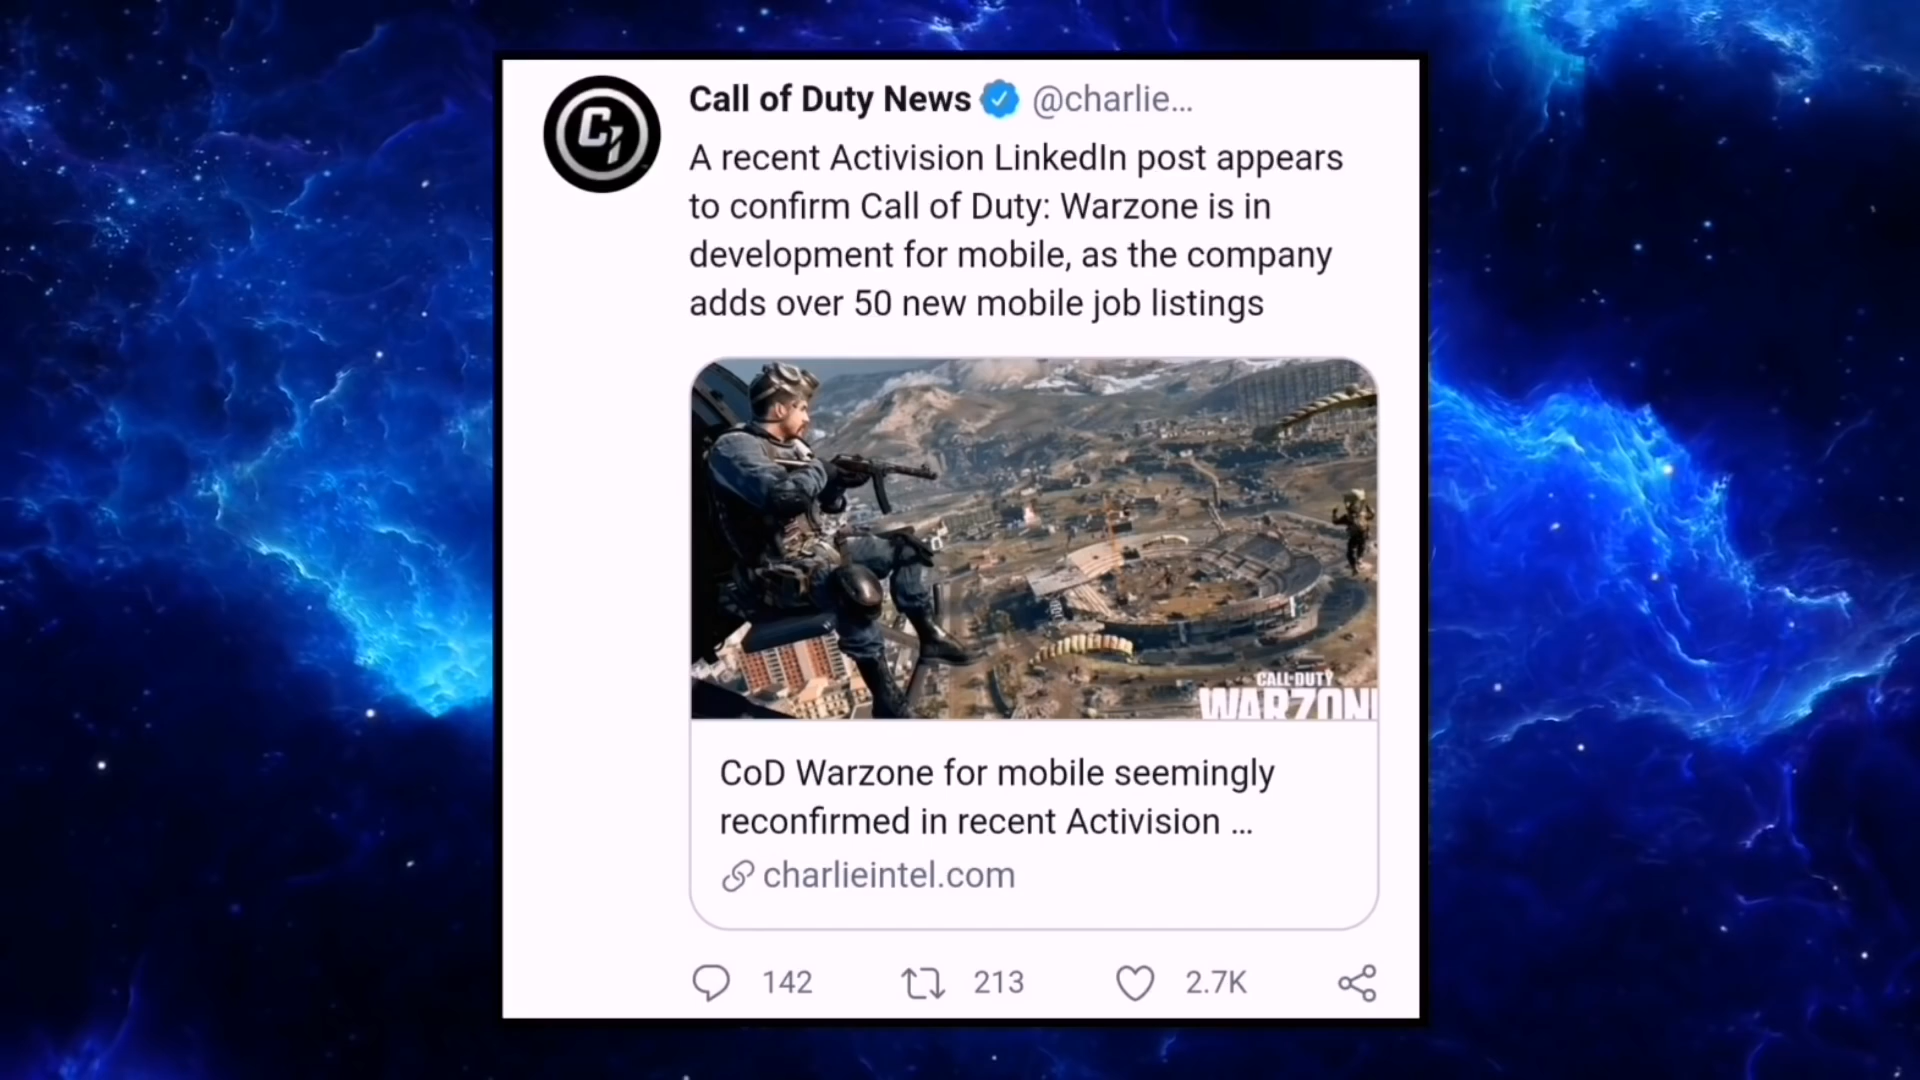 Call of Duty News @charlie...
A recent Activision LinkedIn post appears
to confirm Call of Duty: Warzone is in
development for mobile, as the company
adds over 50 new mobile job listings
CALL OF DUTY
WARZON
CoD Warzone for mobile seemingly
reconfirmed in recent Activision ...
charlieintel.com
142 213 2.7K